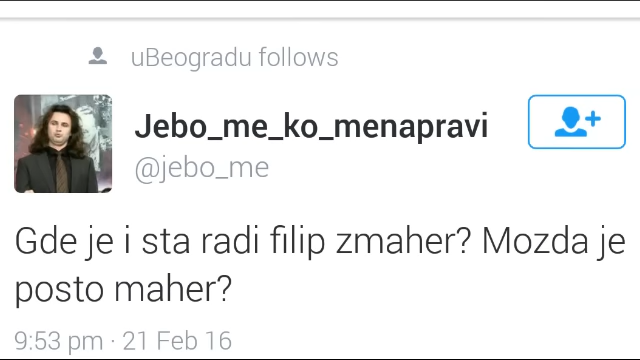 uBeogradu follows
Jebo_me_ko_menapravi
@jebo_me
Gde je i sta radi filip zmaher? Mozda je
posto maher?
9:53 pm · 21 Feb 16